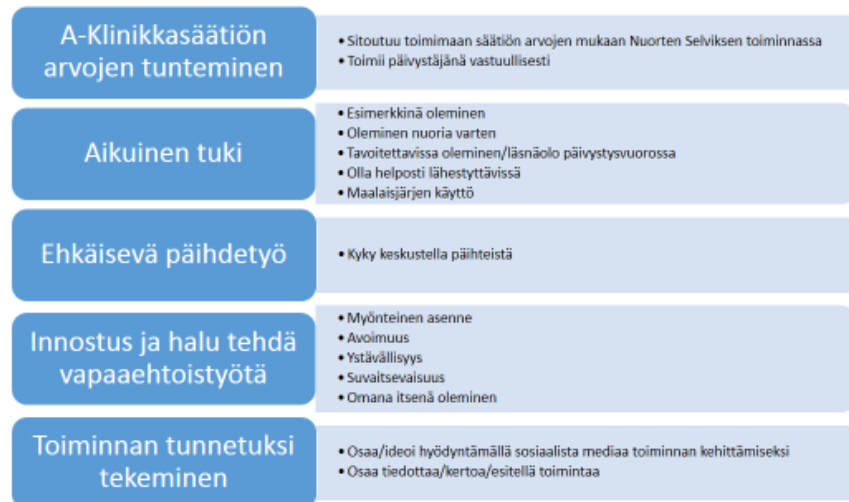 A-Klinikkasäätiön
arvojen tunteminen
• Sitoutuu toimimaan säätiön arvojen mukaan Nuorten Selviksen toiminnassa
• Toimii päivystäjänä vastuullisesti
Aikuinen tuki
• Esimerkkinä oleminen
• Oleminen nuoria varten
• Tavoitettavissa oleminen/läsnäolo päivystysvuorossa
• Olla helposti lähestyttävissä
• Maalaisjärjen käyttö
Ehkäisevä päihdetyö
• Kyky keskustella päihteistä
Innostus ja halu tehdä
vapaaehtoistyötä
• Myönteinen asenne
• Avoimuus
• Ystävällisyys
• Suvaitsevaisuus
• Omana itsenä oleminen
Toiminnan tunnetuksi
tekeminen
• Osaa/ideoi hyödyntämällä sosiaalista mediaa toiminnan kehittämiseksi
• Osaa tiedottaa/kertoa/esitellä toimintaa